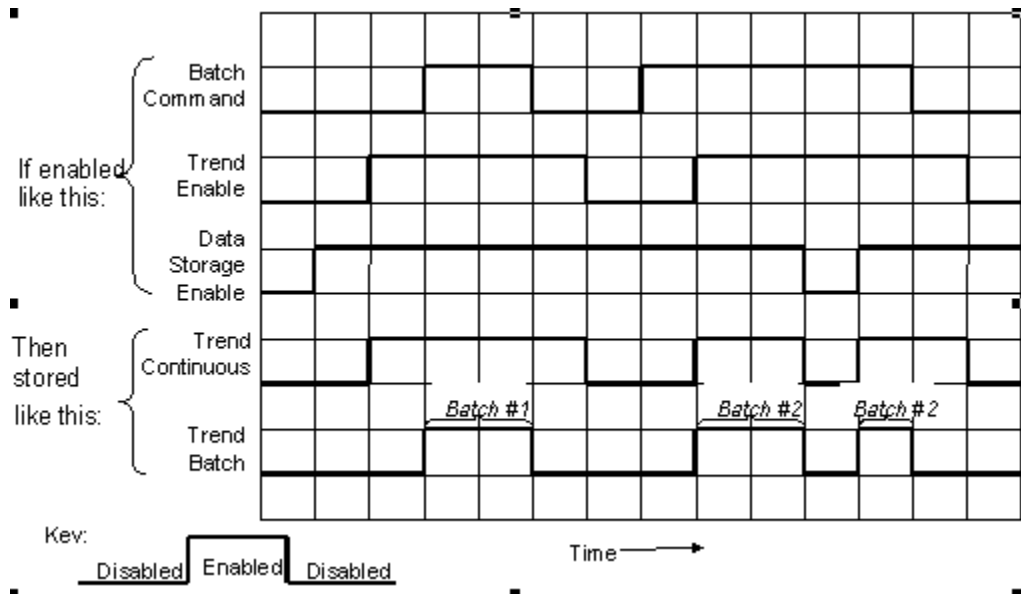 Batch
Command
Trend
Enable
Data
Storage
Enable
If enabled
like this:
Trend
Continuous
Batch #1
Batch #2
Batch #2
Trend
Batch
Then
stored
like this:
Key:
Disabled
Enabled
Disabled
Time